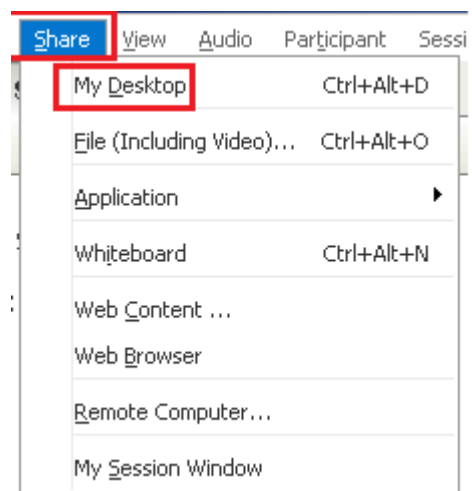 Share View Audio Participant Sessi
My Desktop Ctrl+Alt+D
File (Including Video)... Ctrl+Alt+O
Application
Whiteboard Ctrl+Alt+N
Web Content ...
Web Browser
Remote Computer...
My Session Window